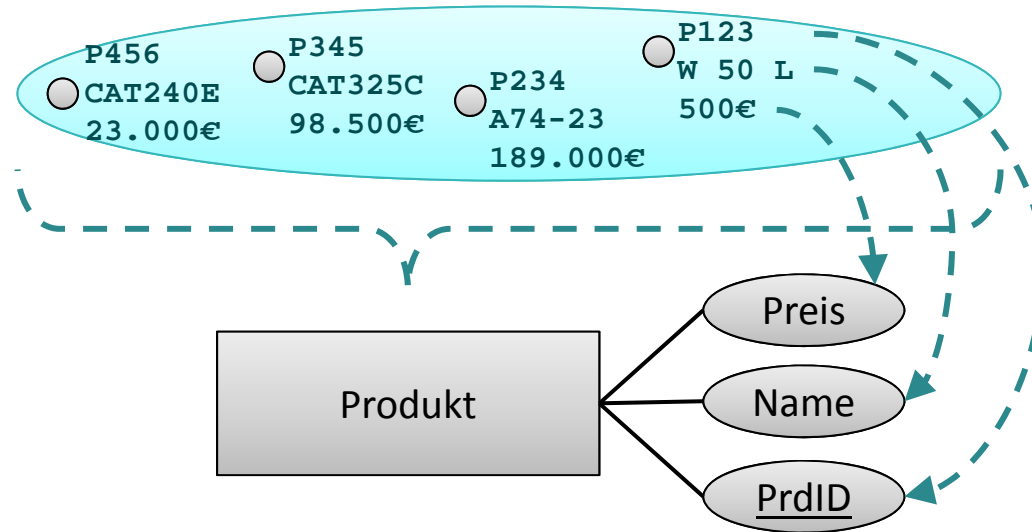 P456
CAT240E
23.000€
P345
CAT325C
98.500€
P234
A74-23
189.000€
P123
W 50 L
500€
Preis
Produkt
Name
PrdID